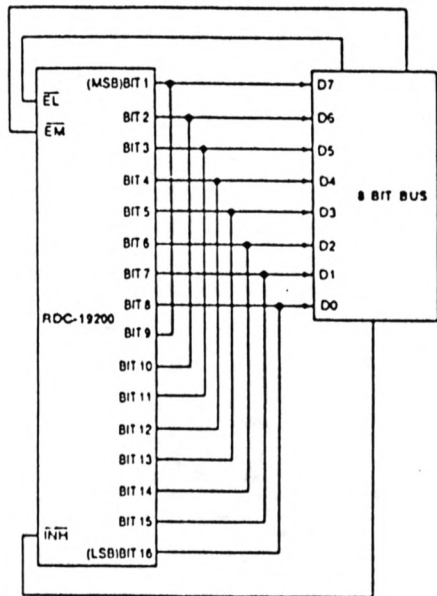 (MSB)BIT 1
D7
EL
BIT 2
D6
EM
BIT 3
D5
BIT 4
D4
8 BIT BUS
BIT 5
D3
BIT 6
D2
BIT 7
D1
BIT 8
D0
RDC-19200
BIT 9
BIT 10
BIT 11
BIT 12
BIT 13
BIT 14
BIT 15
INH
(LSB)BIT 16